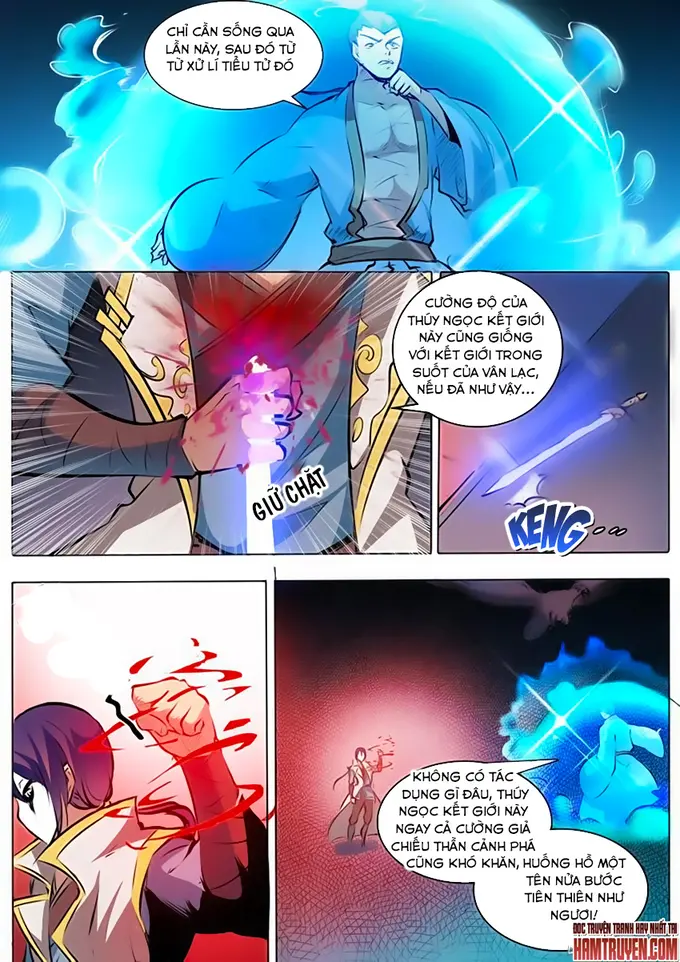 CHỈ CẦN SỐNG QUA
LẦN NÀY, SAU ĐÓ TỪ
TỪ XỬ LÍ TIỂU TỬ ĐÓ
CƯỜNG ĐỘ CỦA
THÚY NGỌC KẾT GIỚI
NÀY CŨNG GIỐNG
VỚI KẾT GIỚI TRONG
SUỐT CỦA VÂN LẠC,
NẾU ĐÃ NHƯ VẬY...
GIỮ CHẶT
KENG...
KHÔNG CÓ TÁC
DỤNG GÌ ĐÂU, THÚY
NGỌC KẾT GIỚI NÀY
NGAY CẢ CƯỜNG GIẢ
CHIẾU THẦN CẢNH PHÁ
CŨNG KHÓ KHĂN, HUỐNG HỒ MỘT
TÊN NỬA BƯỚC
TIÊN THIÊN NHƯ
NGƯƠI!
ĐỌC TRUYỆN TRANH HAY NHẤT TẠI
HAMTRUYEN.COM